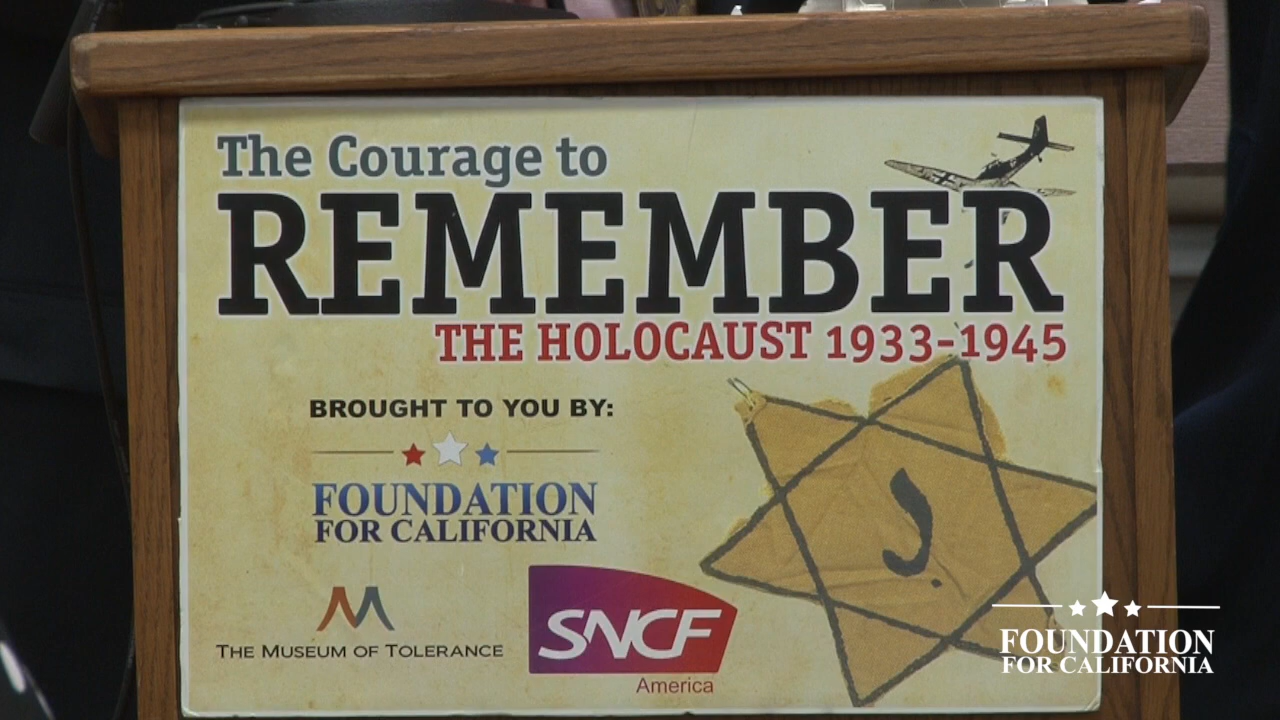 The Courage to
REMEMBER
THE HOLOCAUST 1933-1945
BROUGHT TO YOU BY:
FOUNDATION
FOR CALIFORNIA
THE MUSEUM OF TOLERANCE
SNCF
America
J.
FOUNDATION
FOR CALIFORNIA